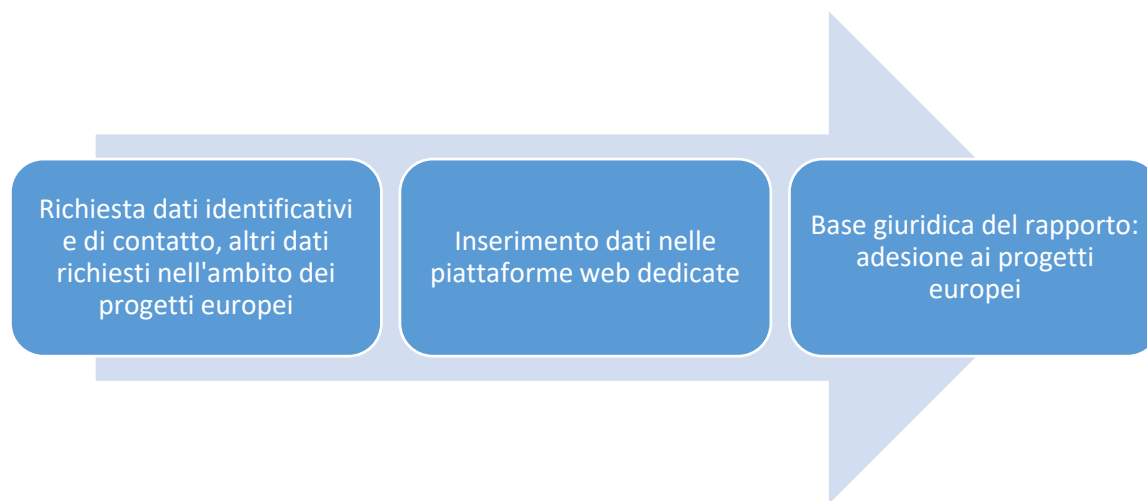 Richiesta dati identificativi
e di contatto, altri dati
richiesti nell'ambito dei
progetti europei
Inserimento dati nelle
piattaforme web dedicate
Base giuridica del rapporto:
adesione ai progetti
europei